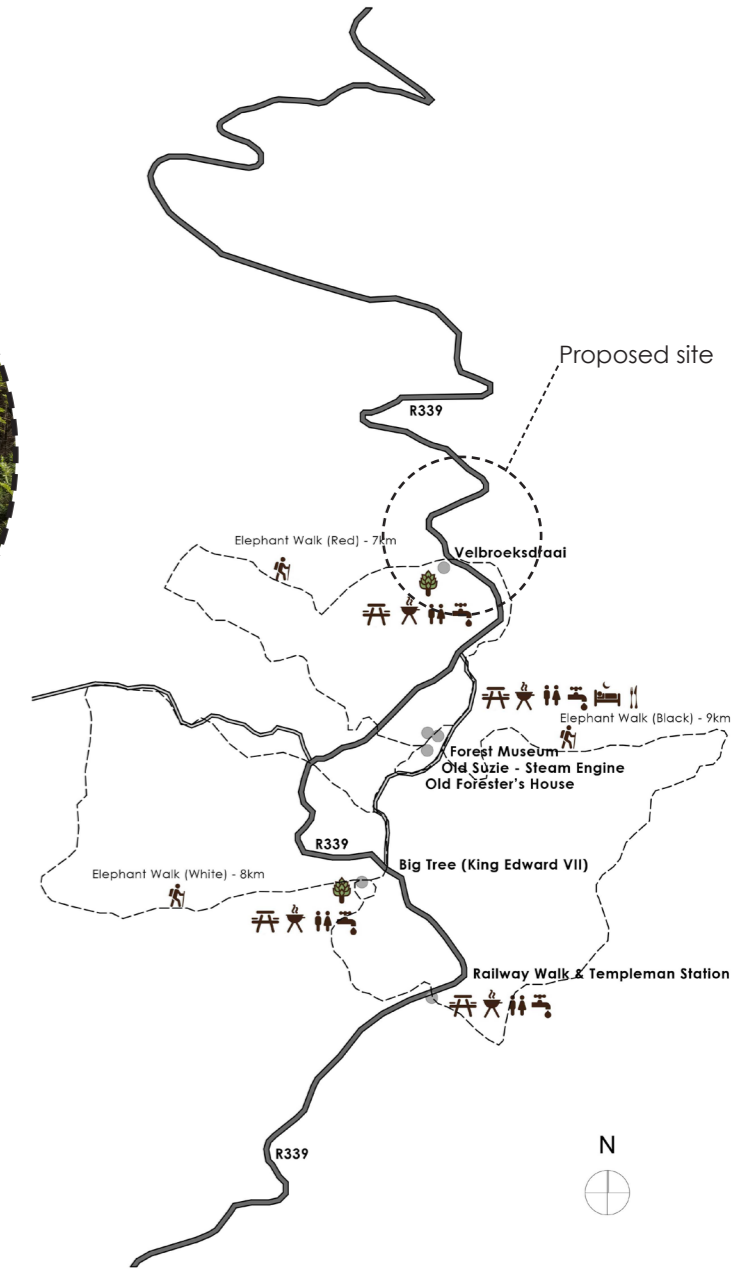 Proposed site
R339
Elephant Walk (Red) - 7km
Velbroeksdraai
Elephant Walk (Black) - 9km
Forest Museum
Old Suzie - Steam Engine
Old Forester's House
R339
Big Tree (King Edward VII)
Elephant Walk (White) - 8km
Railway Walk & Templeman Station
N
R339